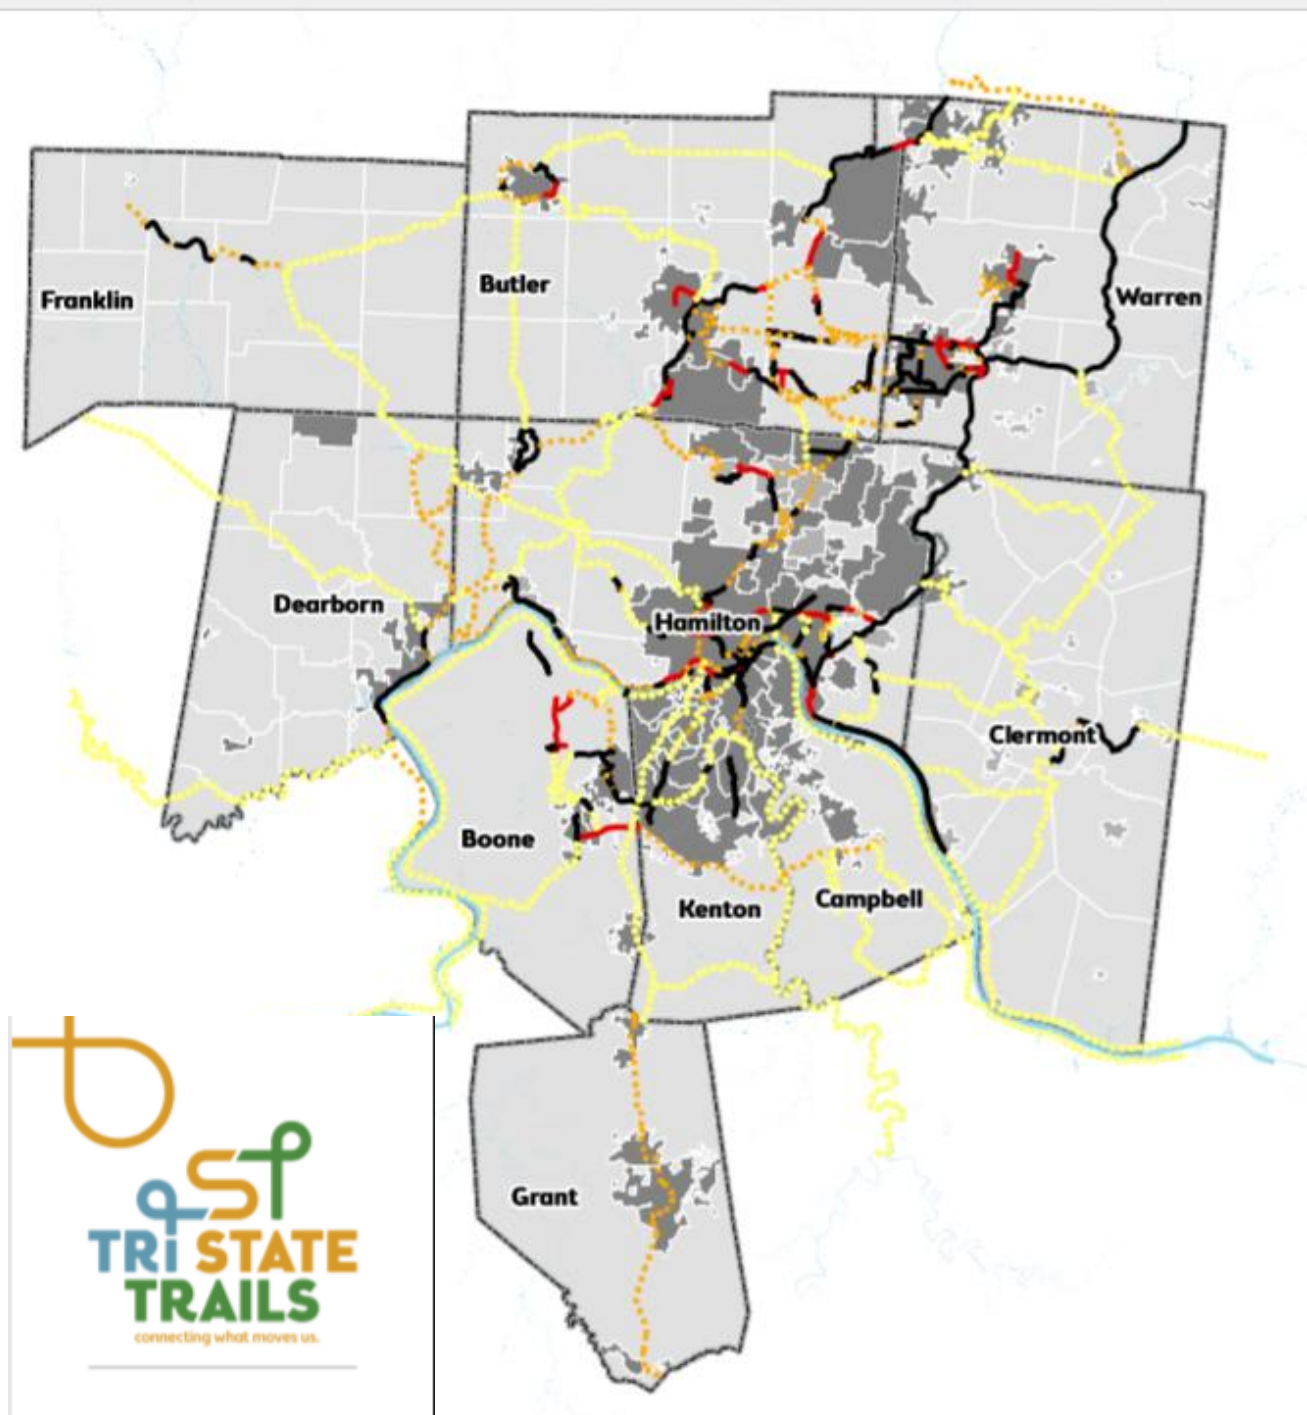 Franklin
Butler
Warren
Dearborn
Hamilton
Clermont
Boone
Kenton
Campbell
Grant
TRi STATE
TRAILS
connecting what moves us.